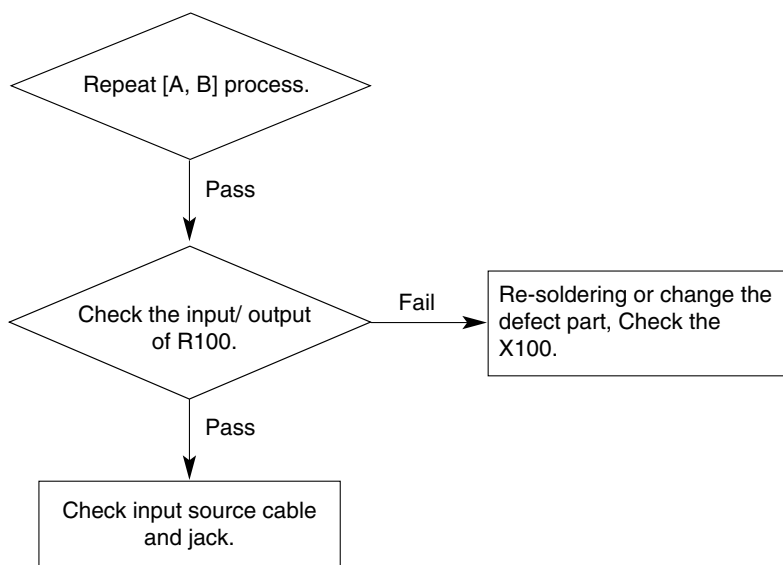 Repeat [A, B] process.
Pass
Check the input/ output
of R100.
Fail
Re-soldering or change the
defect part, Check the
X100.
Pass
Check input source cable
and jack.